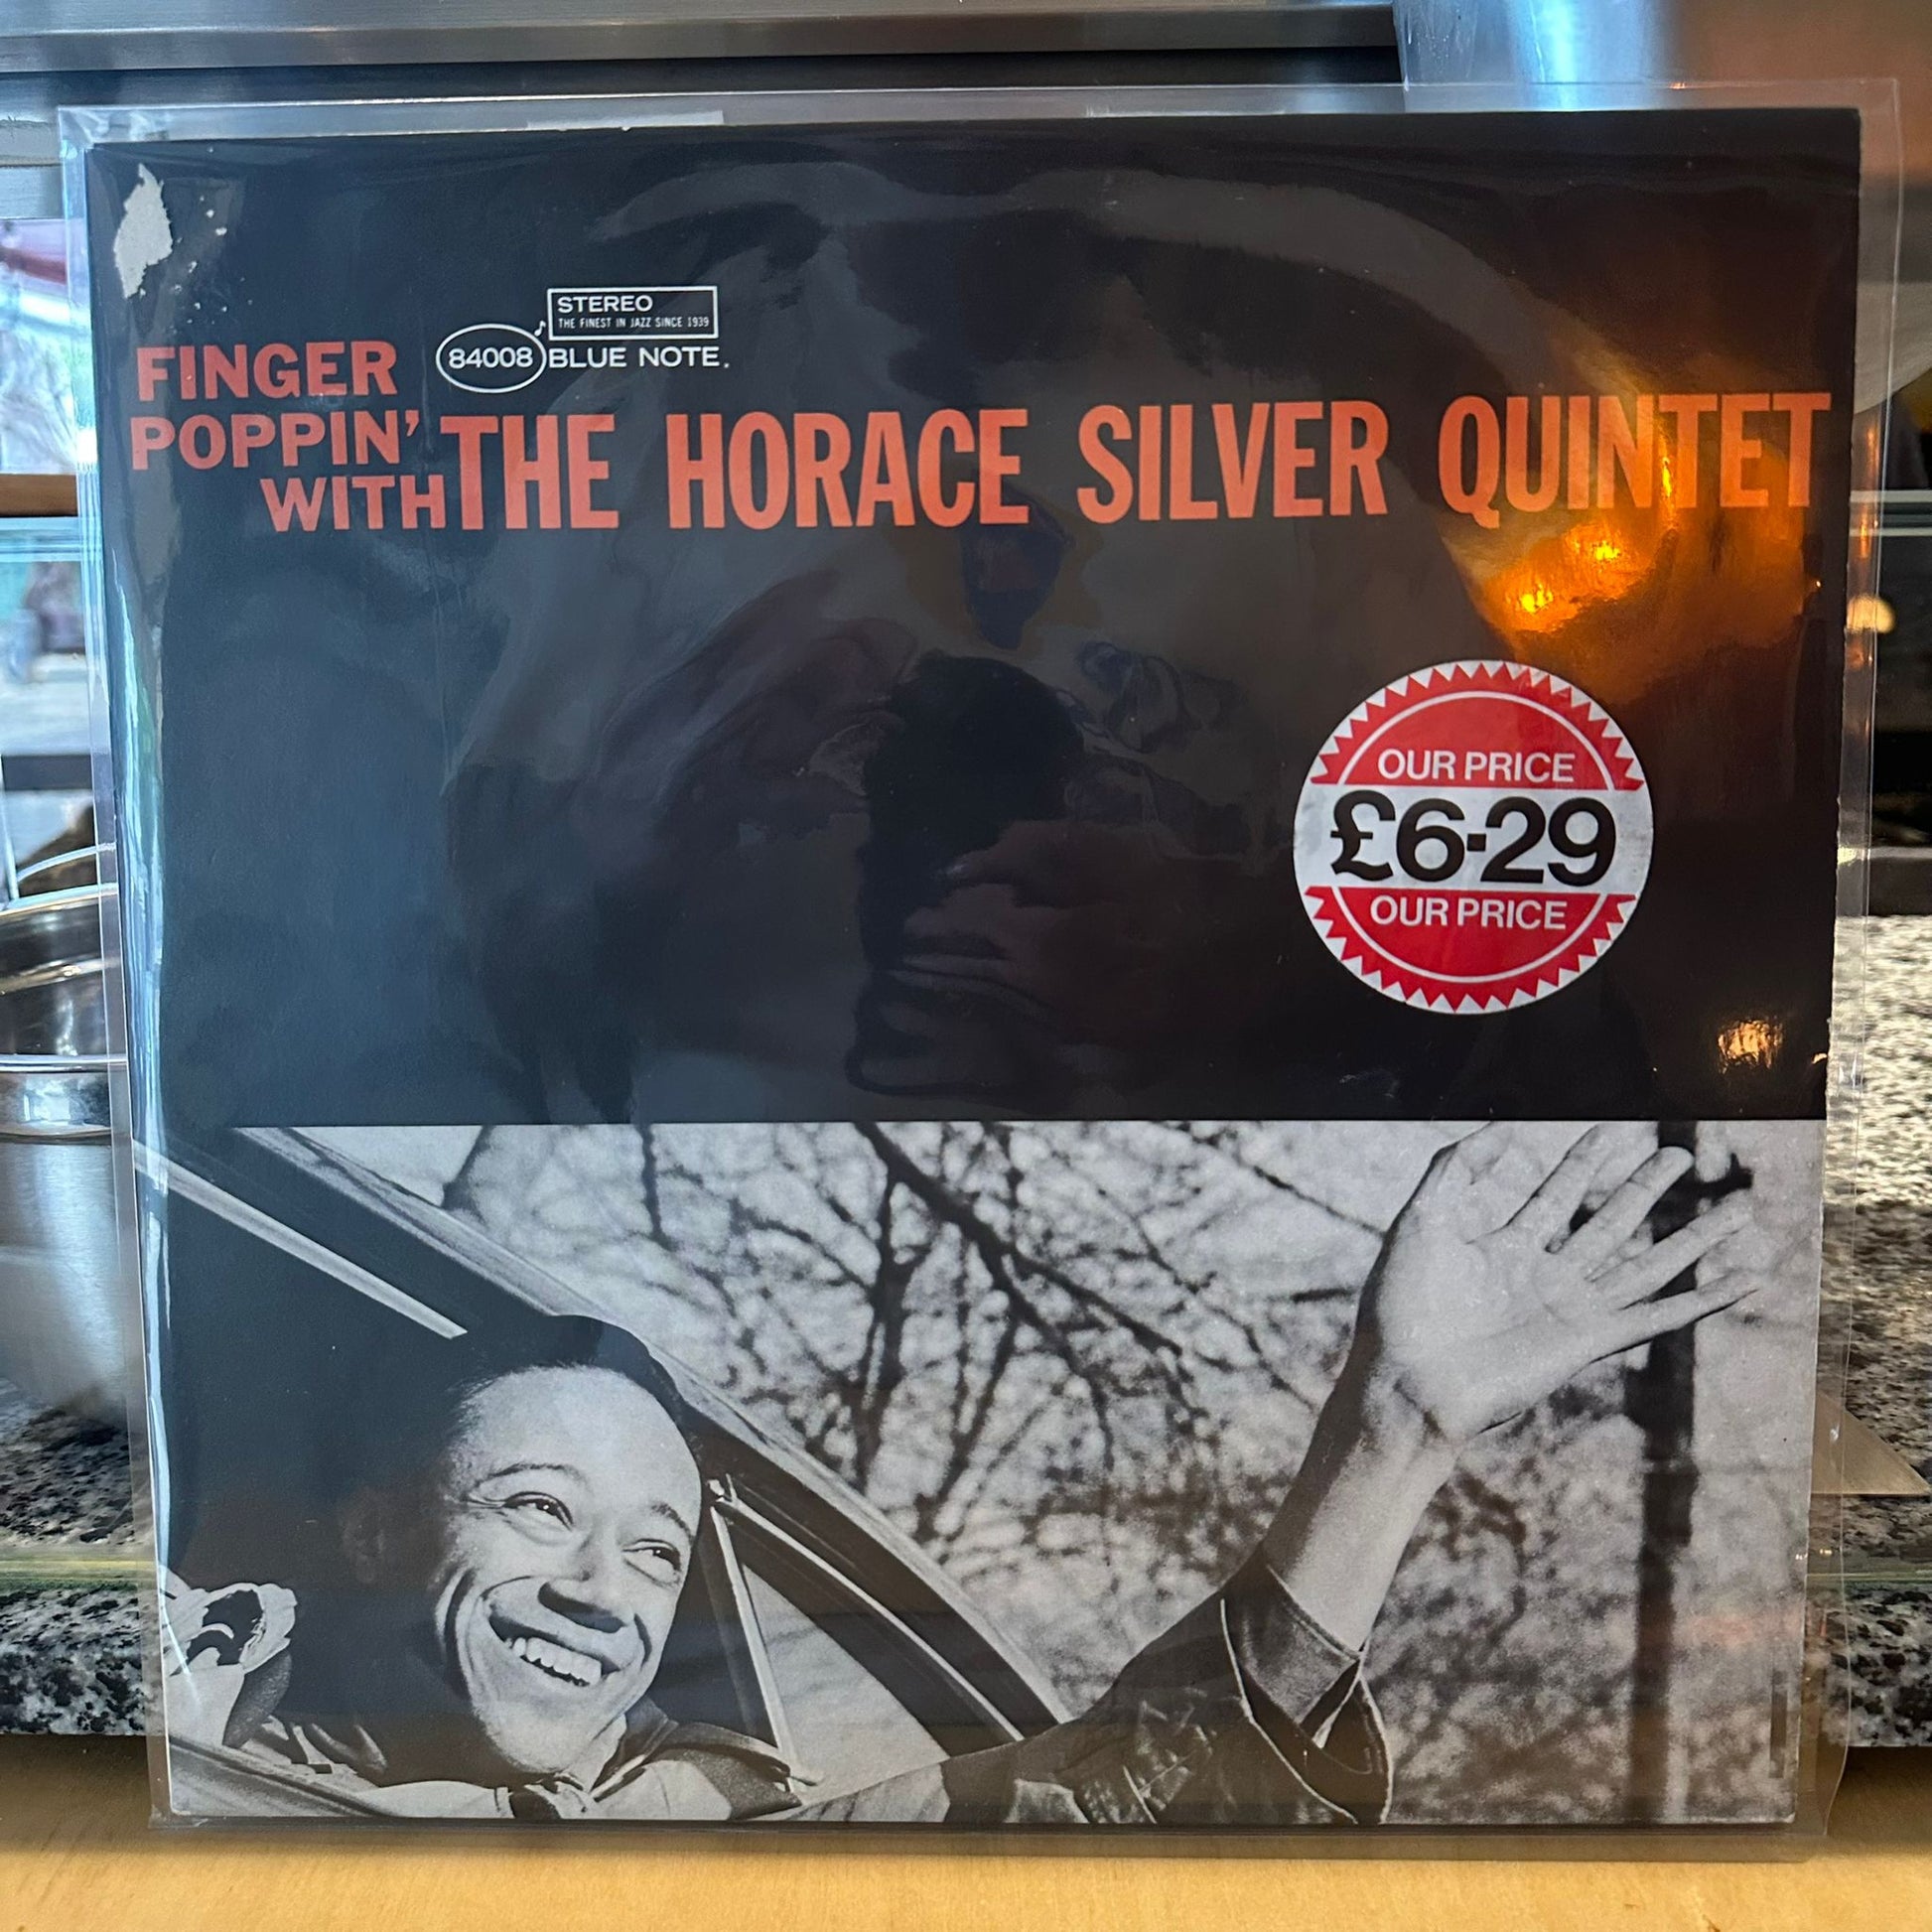 STEREO
THE FINEST IN JAZZ SINCE 1939
84008 BLUE NOTE.
FINGER
POPPIN'
WITH THE HORACE SILVER QUINTET
OUR PRICE
£6·29
OUR PRICE